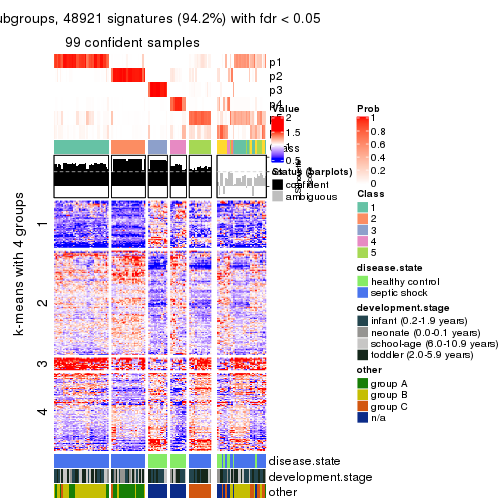 subgroups, 48921 signatures (94.2%) with fdr < 0.05
99 confident samples
p1
p2
p3
p4
Value
2
1.5
1
0.5
Status (barplots)
confident
ambiguous
Prob
1
0.8
0.6
0.4
0.2
0
Class
1
2
3
4
5
disease.state
healthy control
septic shock
development.stage
infant (0.2-1.9 years)
neonate (0.0-0.1 years)
school-age (6.0-10.9 years)
toddler (2.0-5.9 years)
other
group A
group B
group C
n/a
k-means with 4 groups
1
2
3
4
disease.state
development.stage
other